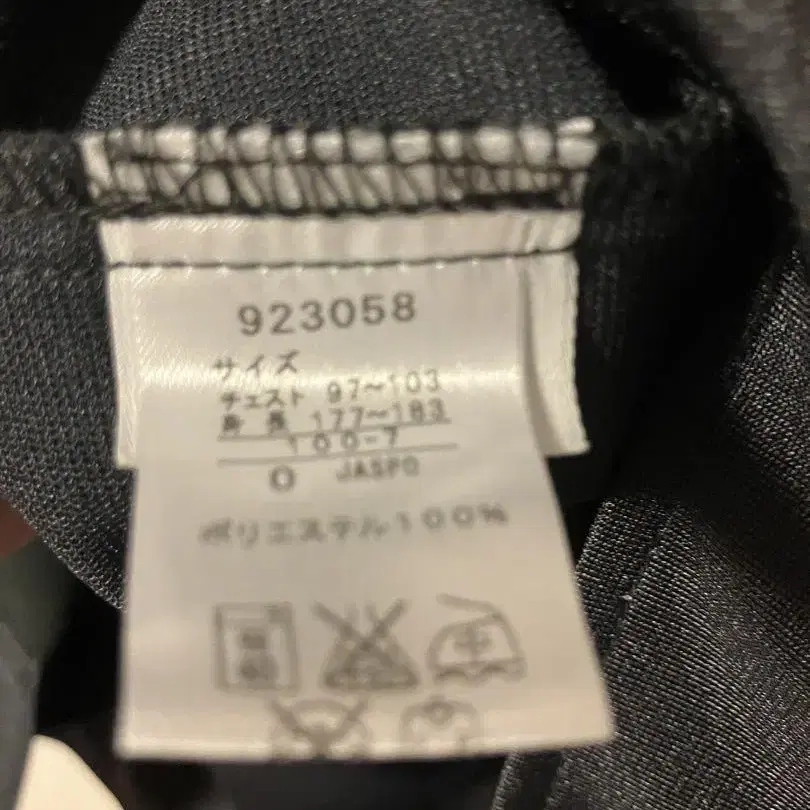 923058
サイズ
チェスト 97〜103
身長 177〜183
100-7
O JASPO
ポリエステル100%
中